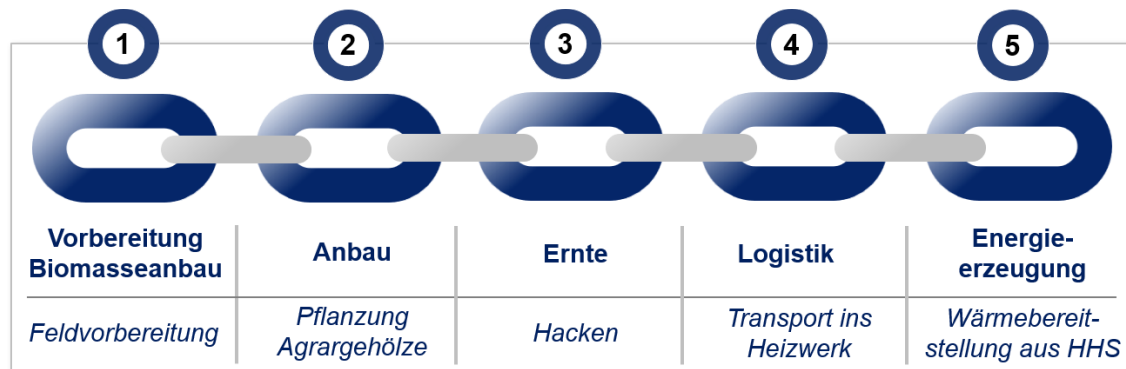 1 2 3 4 5
Vorbereitung
Biomasseanbau
Anbau
Ernte
Logistik
Energie-
erzeugung
Feldvorbereitung
Pflanzung
Agrargehölze
Hacken
Transport ins
Heizwerk
Wärmebereit-
stellung aus HHS